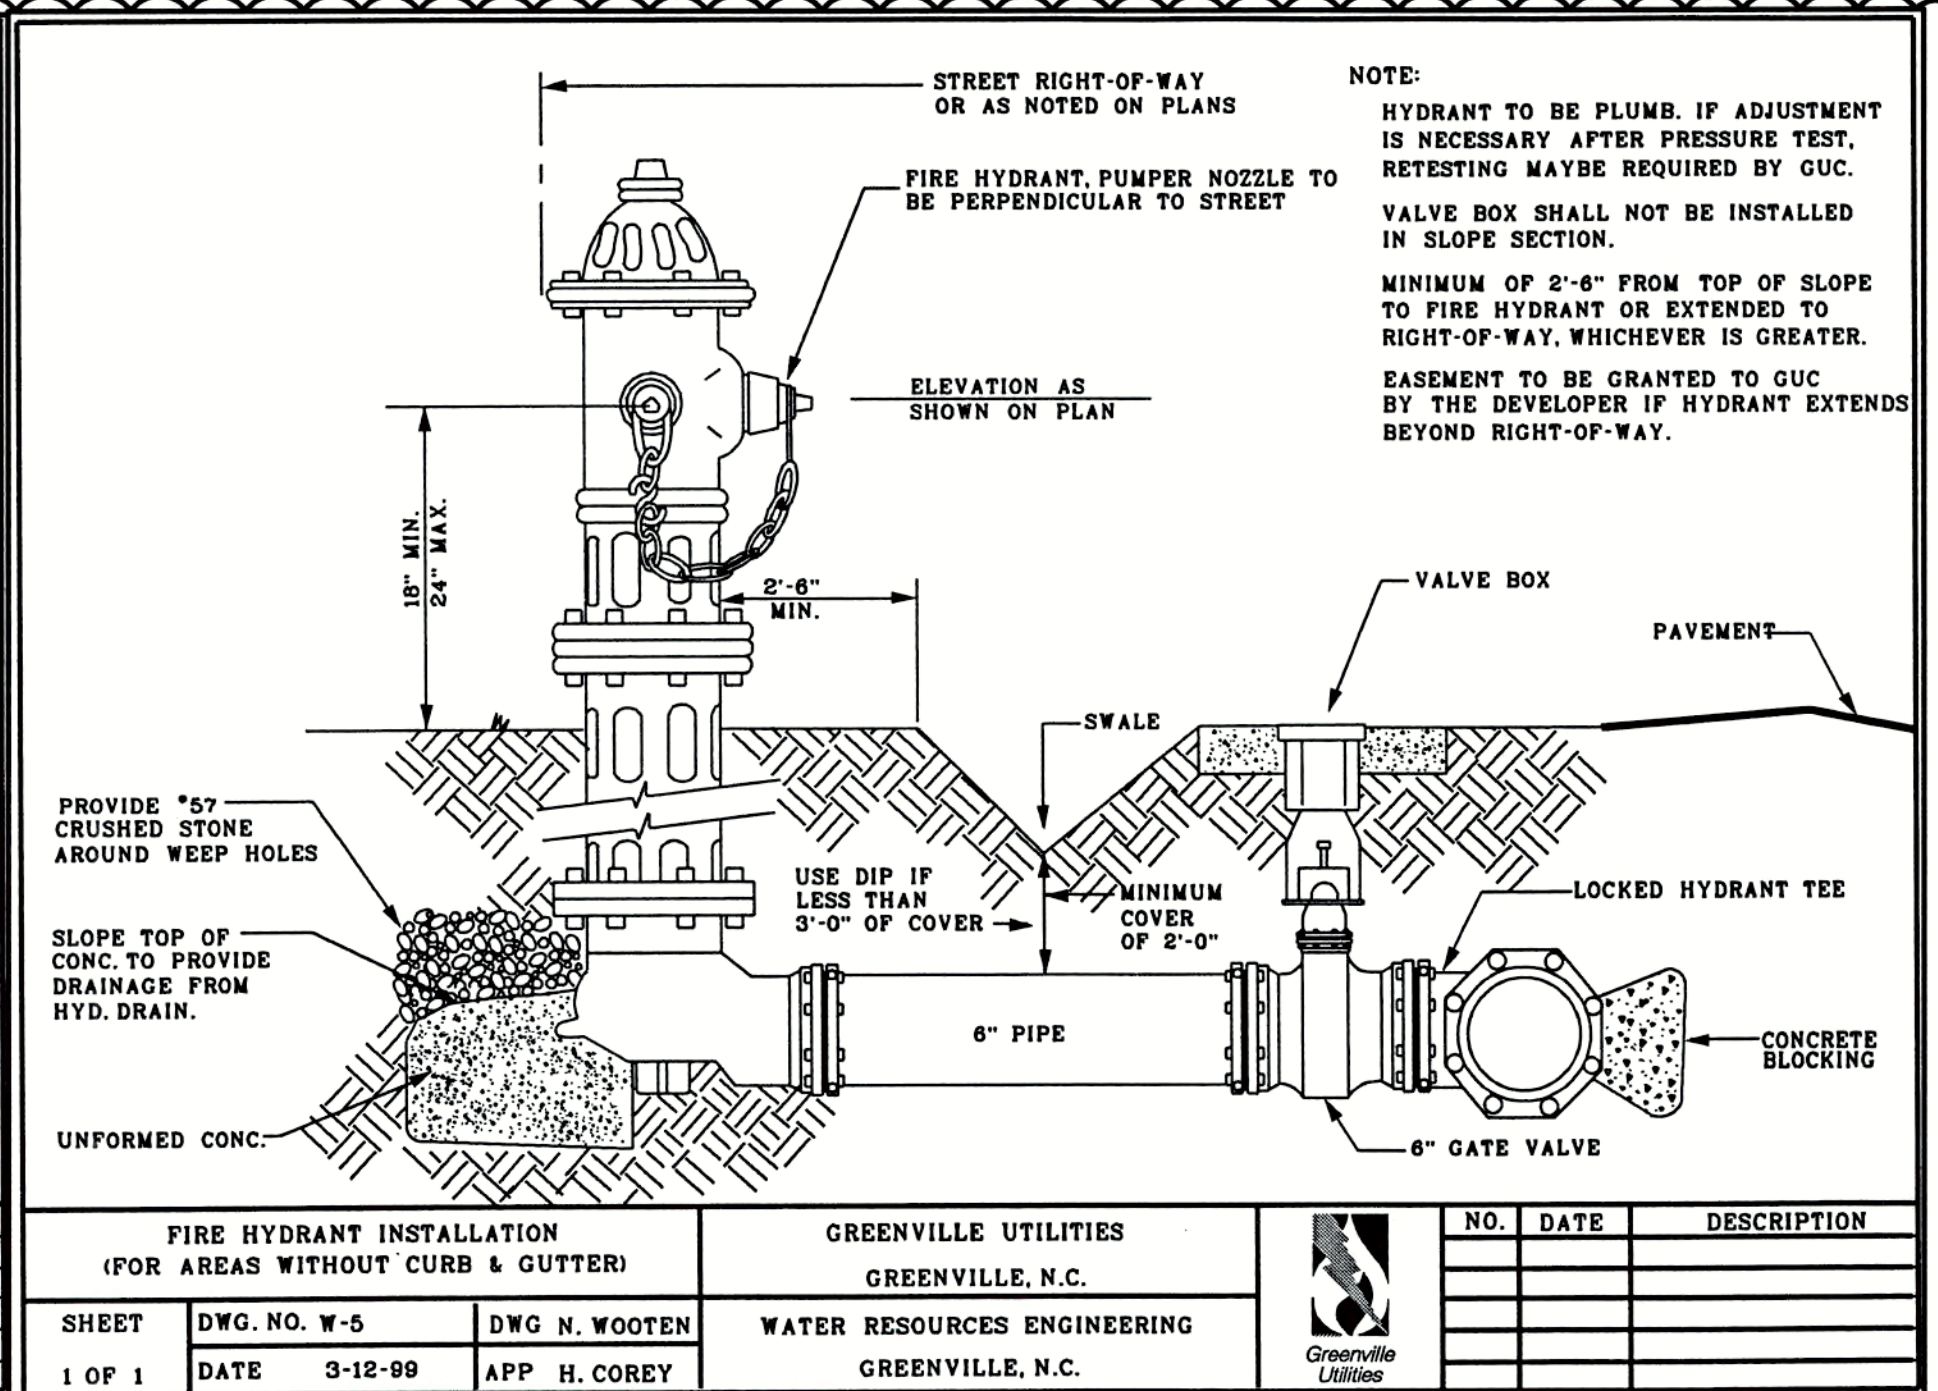 STREET RIGHT-OF-WAY
OR AS NOTED ON PLANS
FIRE HYDRANT, PUMPER NOZZLE TO
BE PERPENDICULAR TO STREET
NOTE:
HYDRANT TO BE PLUMB. IF ADJUSTMENT
IS NECESSARY AFTER PRESSURE TEST,
RETESTING MAYBE REQUIRED BY GUC.
VALVE BOX SHALL NOT BE INSTALLED
IN SLOPE SECTION.
MINIMUM OF 2'-6" FROM TOP OF SLOPE
TO FIRE HYDRANT OR EXTENDED TO
RIGHT-OF-WAY, WHICHEVER IS GREATER.
EASEMENT TO BE GRANTED TO GUC
BY THE DEVELOPER IF HYDRANT EXTENDS
BEYOND RIGHT-OF-WAY.
ELEVATION AS
SHOWN ON PLAN
18" MIN.
24" MAX.
2'-6"
MIN.
VALVE BOX
PAVEMENT
SWALE
PROVIDE #57
CRUSHED STONE
AROUND WEEP HOLES
USE DIP IF
LESS THAN
3'-0" OF COVER
MINIMUM
COVER
OF 2'-0"
LOCKED HYDRANT TEE
SLOPE TOP OF
CONC. TO PROVIDE
DRAINAGE FROM
HYD. DRAIN.
6" PIPE
CONCRETE
BLOCKING
UNFORMED CONC.
6" GATE VALVE
FIRE HYDRANT INSTALLATION
(FOR AREAS WITHOUT CURB & GUTTER)
SHEET
1 OF 1
DWG. NO. W-5
DWG N. WOOTEN
DATE 3-12-99
APP H. COREY
GREENVILLE UTILITIES
GREENVILLE, N.C.
WATER RESOURCES ENGINEERING
GREENVILLE, N.C.
Greenville
Utilities
NO. DATE DESCRIPTION